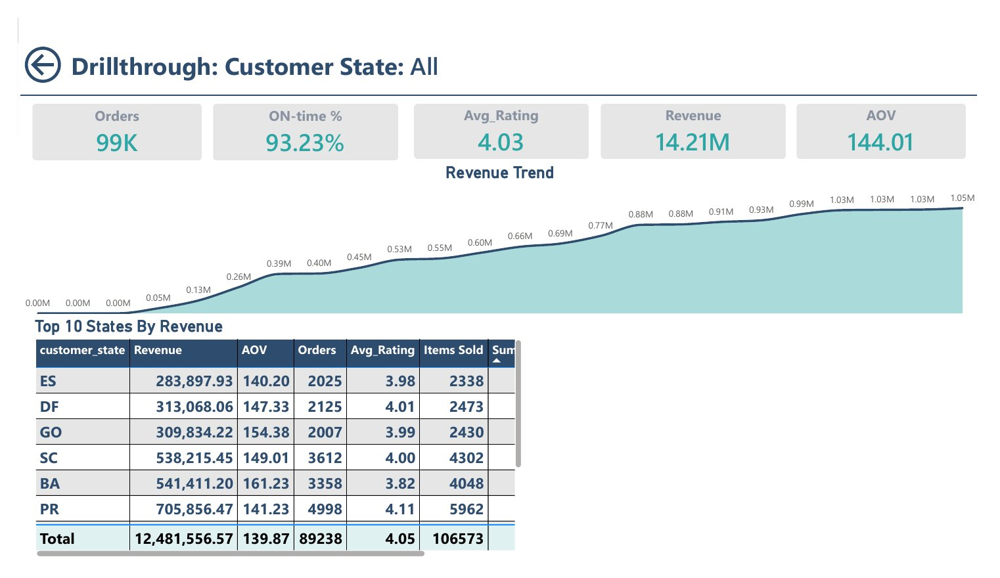 Drillthrough: Customer State: All
Orders ON-time % Avg_Rating Revenue AOV
99K 93.23% 4.03 14.21M 144.01
Revenue Trend
0.00M 0.00M 0.00M 0.05M 0.13M 0.26M 0.39M 0.40M 0.45M 0.53M 0.55M 0.60M 0.66M 0.69M 0.77M 0.88M 0.88M 0.91M 0.93M 0.99M 1.03M 1.03M 1.03M 1.05M
Top 10 States By Revenue
customer_state Revenue AOV Orders Avg_Rating Items Sold Sum
ES 283,897.93 140.20 2025 3.98 2338
DF 313,068.06 147.33 2125 4.01 2473
GO 309,834.22 154.38 2007 3.99 2430
SC 538,215.45 149.01 3612 4.00 4302
BA 541,411.20 161.23 3358 3.82 4048
PR 705,856.47 141.23 4998 4.11 5962
Total 12,481,556.57 139.87 89238 4.05 106573